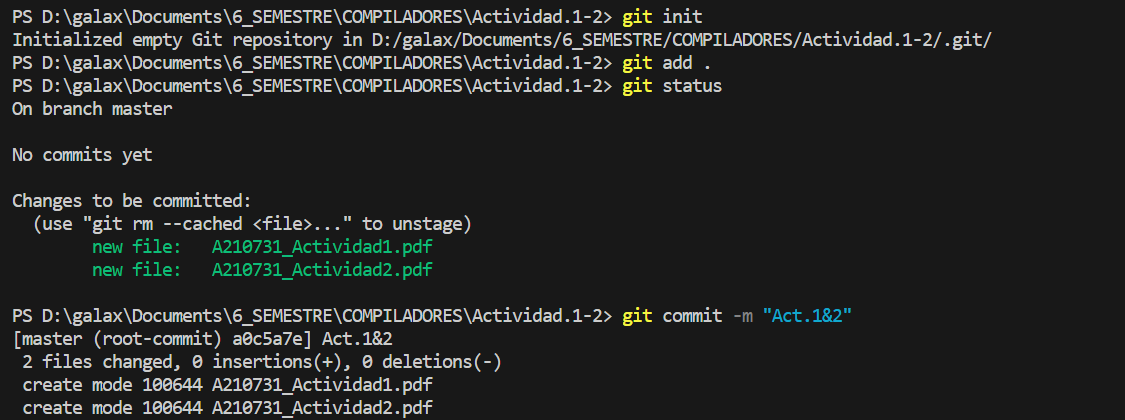 PS D:\galax\Documents\6_SEMESTRE\COMPILADORES\Actividad.1-2> git init
Initialized empty Git repository in D:/galax/Documents/6_SEMESTRE/COMPILADORES/Actividad.1-2/.git/
PS D:\galax\Documents\6_SEMESTRE\COMPILADORES\Actividad.1-2> git add .
PS D:\galax\Documents\6_SEMESTRE\COMPILADORES\Actividad.1-2> git status
On branch master
No commits yet
Changes to be committed:
(use "git rm --cached <file>..." to unstage)
new file: A210731_Actividad1.pdf
new file: A210731_Actividad2.pdf
PS D:\galax\Documents\6_SEMESTRE\COMPILADORES\Actividad.1-2> git commit -m "Act.1&2"
[master (root-commit) a0c5a7e] Act.1&2
2 files changed, 0 insertions(+), 0 deletions(-)
create mode 100644 A210731_Actividad1.pdf
create mode 100644 A210731_Actividad2.pdf